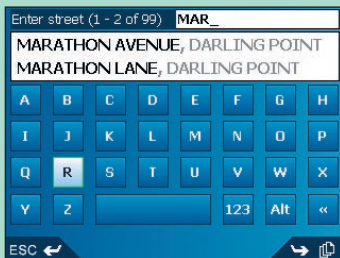 Enter street (1 - 2 of 99) MAR_
MARATHON AVENUE, DARLING POINT
MARATHON LANE, DARLING POINT
A B C D E F G H
I J K L M N O P
Q R S T U V W X
Y Z 123 Alt «
ESC